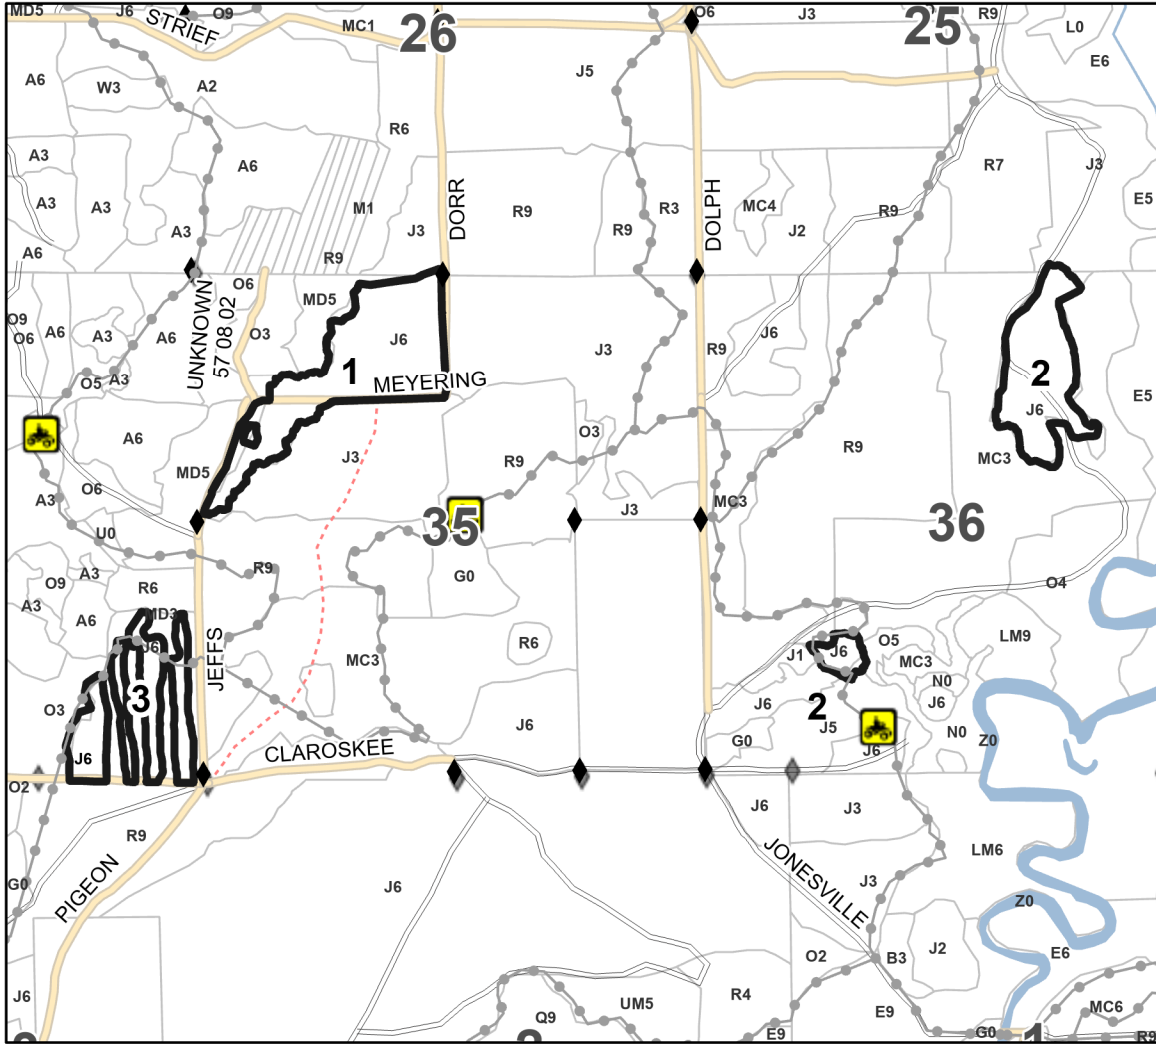 MD5
J6
O9
STRIEF
MC1
26
O6
J3
25
R9
L0
E6
A6
W3
A2
J5
R6
A3
A6
R7
J3
A3
A3
M1
DORR
R9
R3
DOLPH
MC4
R9
E5
A3
J3
R9
J2
A6
R9
O6
MD5
UNKNOWN
57 08 02
O9
O6
A6
A3
A6
O3
J6
J3
R9
J6
1
MEYERING
2
O5
A3
J6
E5
A6
O3
R9
MC3
MD5
J3
R9
A3
O6
MC3
J3
35
36
U0
R9
G0
O4
O9
A3
R6
A3
A6
MD3
J6
JEFFS
MC3
R6
J1
J6
O5
LM9
MC3
N0
3
O3
J6
J6
2
J5
J6
N0
Z0
G0
J6
J6
CLAROSKEE
O2
J6
J3
R9
JONESVILLE
LM6
PIGEON
G0
J6
J3
Z0
O2
B3
J2
E6
J6
R4
Q9
UM5
E9
E9
G0
MC6
1
R9